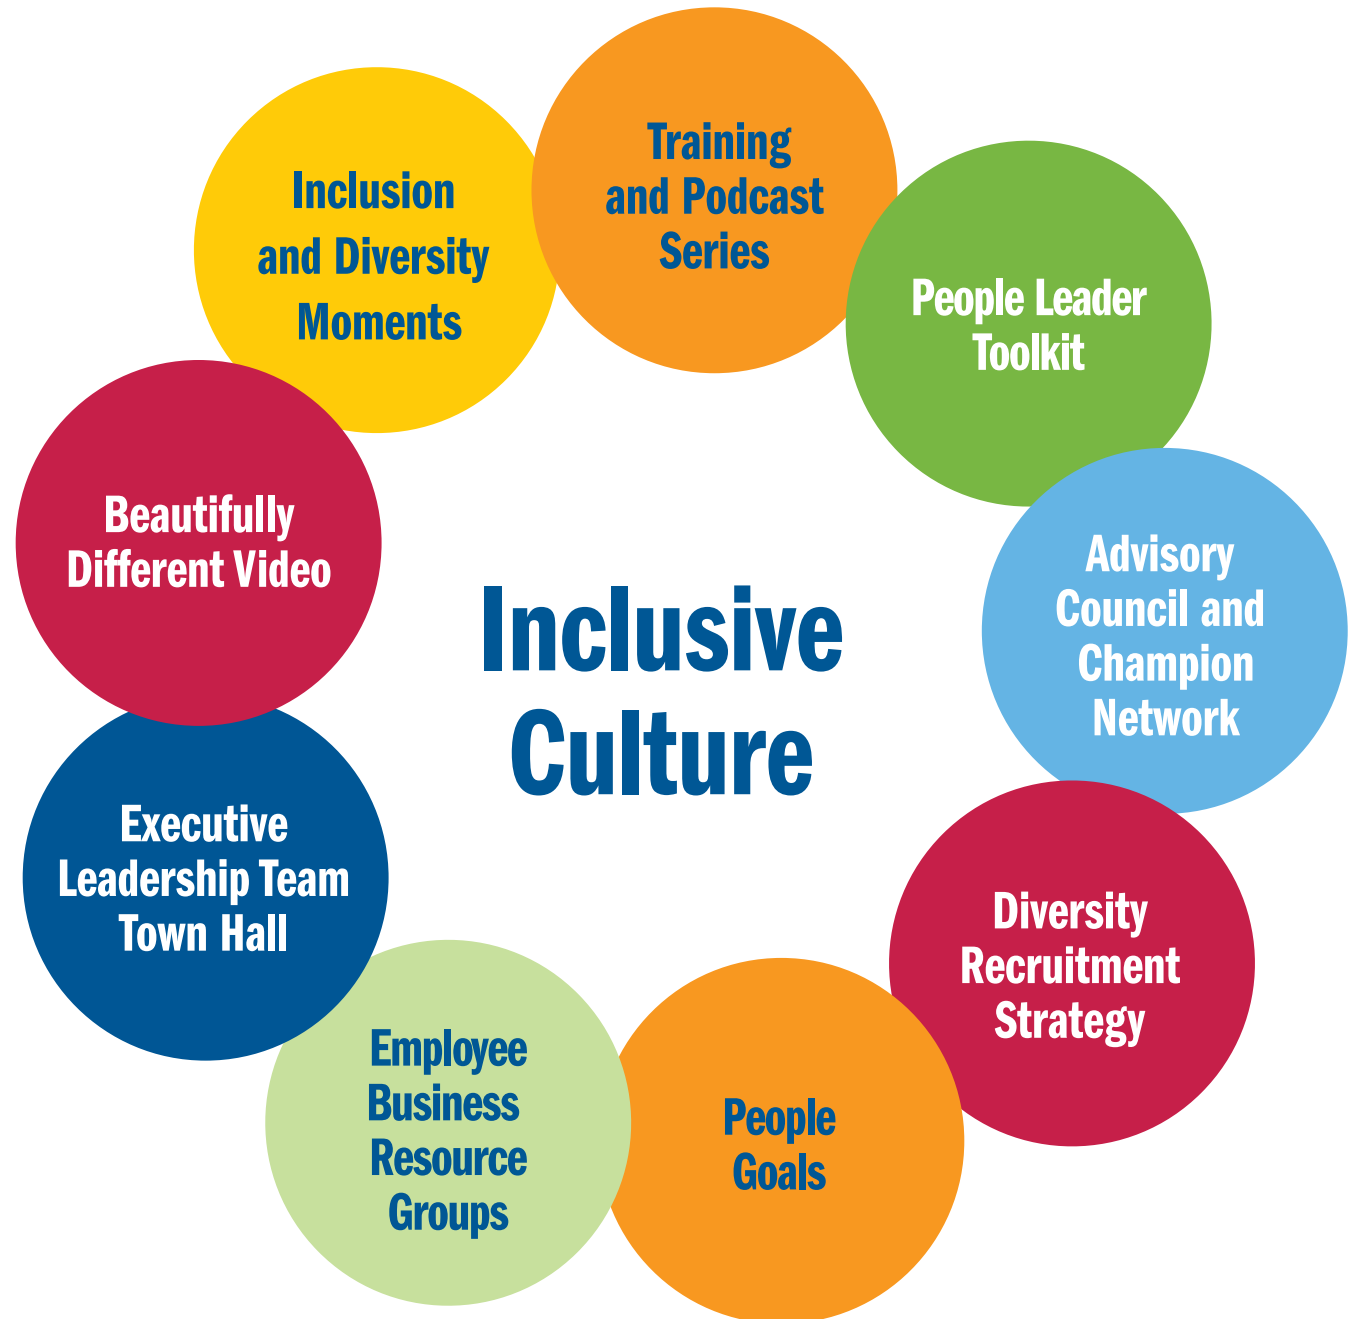 Training
and Podcast
Series
People Leader
Toolkit
Advisory
Council and
Champion
Network
Diversity
Recruitment
Strategy
People
Goals
Employee
Business
Resource
Groups
Executive
Leadership Team
Town Hall
Beautifully
Different Video
Inclusion
and Diversity
Moments
Inclusive
Culture